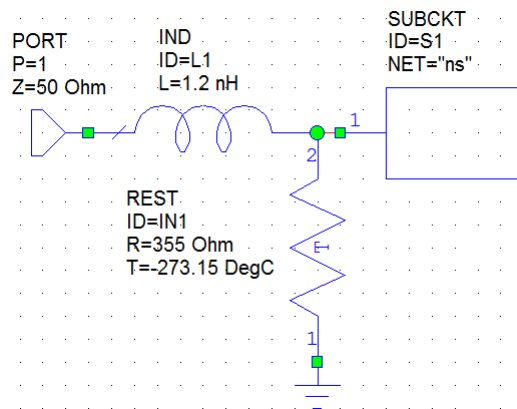 PORT
P=1
Z=50 Ohm
IND
ID=L1
L=1.2 nH
SUBCKT
ID=S1
NET="ns"
1
2
REST
ID=IN1
R=355 Ohm
T=-273.15 DegC
T
1